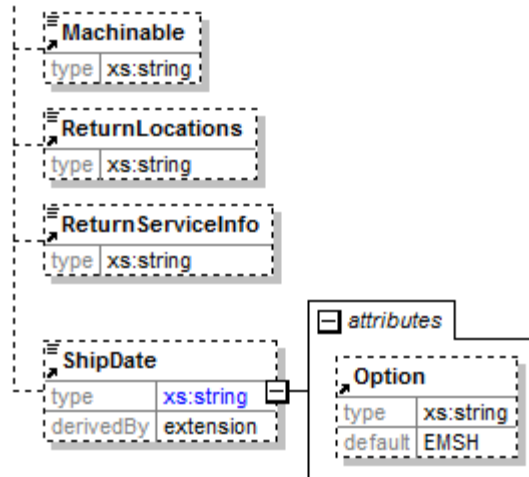 Machinable
type xs:string
ReturnLocations
type xs:string
ReturnServiceInfo
type xs:string
ShipDate
type xs:string
derivedBy extension
attributes
Option
type xs:string
default EMSH